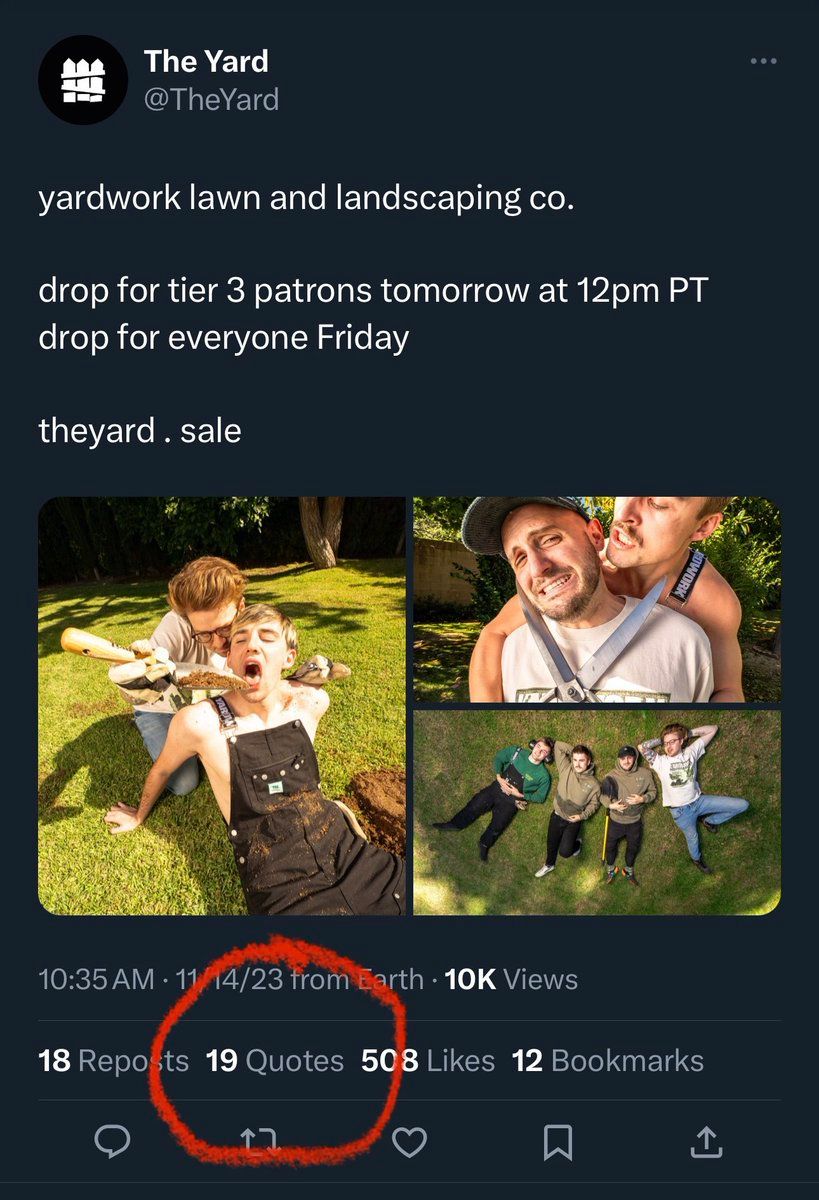 The Yard
@TheYard
yardwork lawn and landscaping co.
drop for tier 3 patrons tomorrow at 12pm PT
drop for everyone Friday
theyard . sale
10:35 AM · 11/14/23 from Earth · 10K Views
18 Reposts 19 Quotes 508 Likes 12 Bookmarks